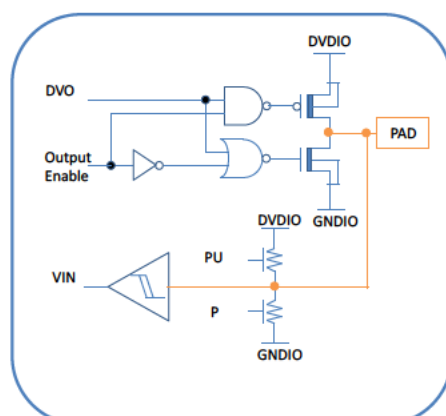 DVDIO
DVO
PAD
Output
Enable
GNDIO
DVDIO
PU
VIN
P
GNDIO